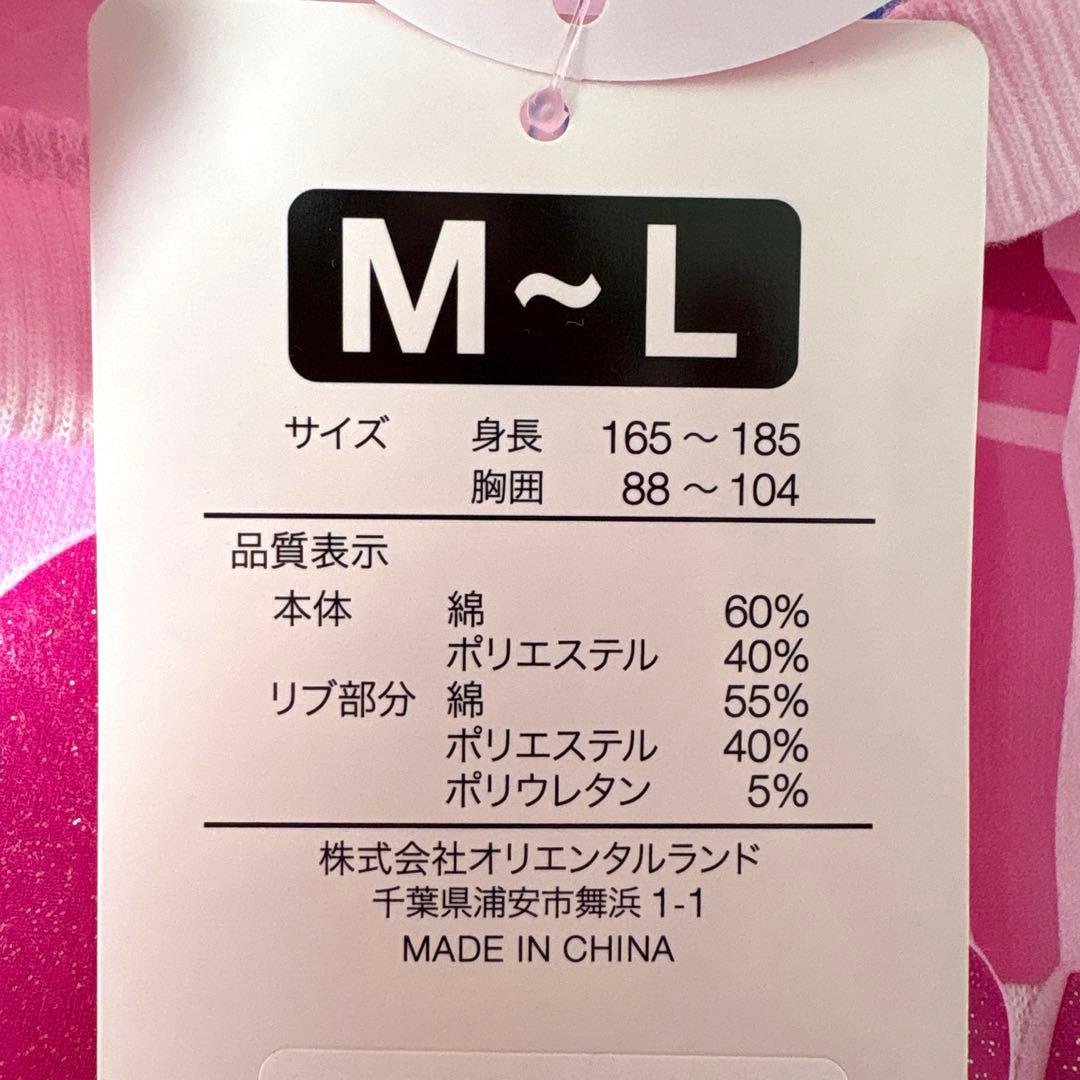 M~L
サイズ 身長 165～185
胸囲 88～104
品質表示
本体 綿 60%
ポリエステル 40%
リブ部分 綿 55%
ポリエステル 40%
ポリウレタン 5%
株式会社オリエンタルランド
千葉県浦安市舞浜1-1
MADE IN CHINA